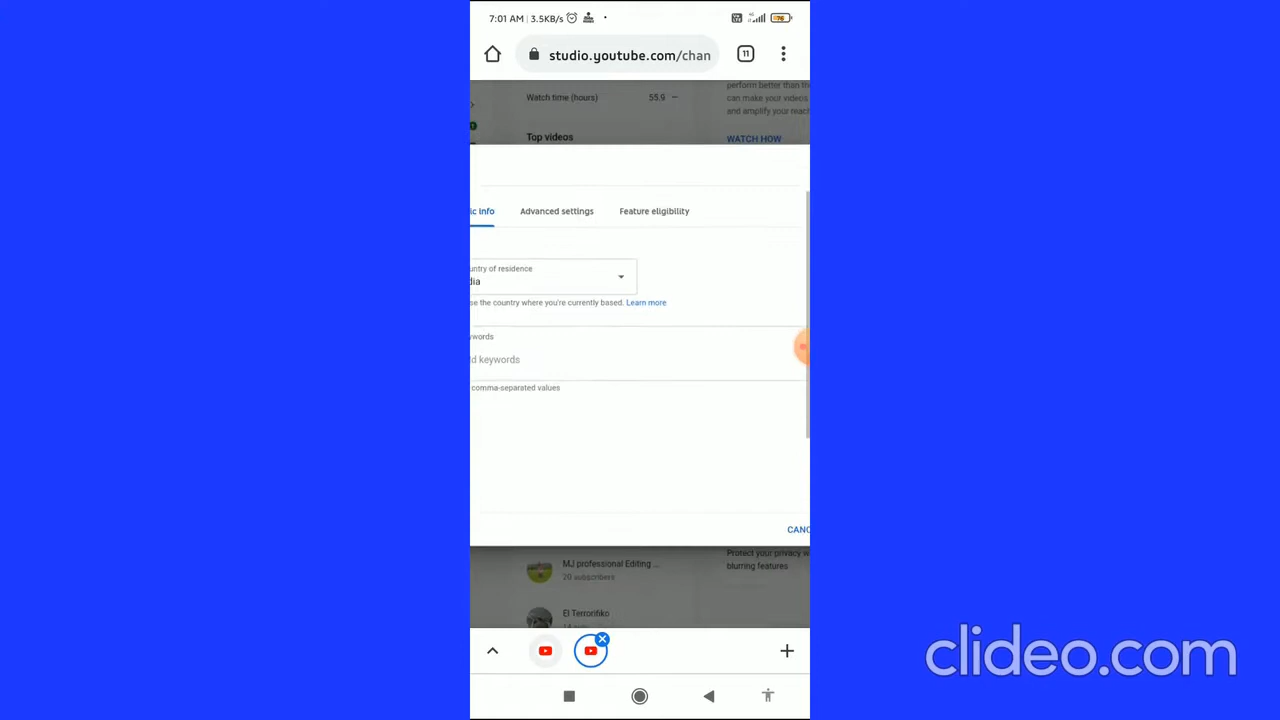 7:01 AM | 3.5KB/s
76
studio.youtube.com/chan
11
perform better than th
Watch time (hours) 55.9 —
can make your videos
and amplify your reac
Top videos
WATCH HOW
ic info Advanced settings Feature eligibility
untry of residence
dia
se the country where you're currently based. Learn more
words
d keywords
comma-separated values
CANC
Protect your privacy w
blurring features
MJ professional Editing ...
20 subscribers
El Terrorifiko
clideo.com